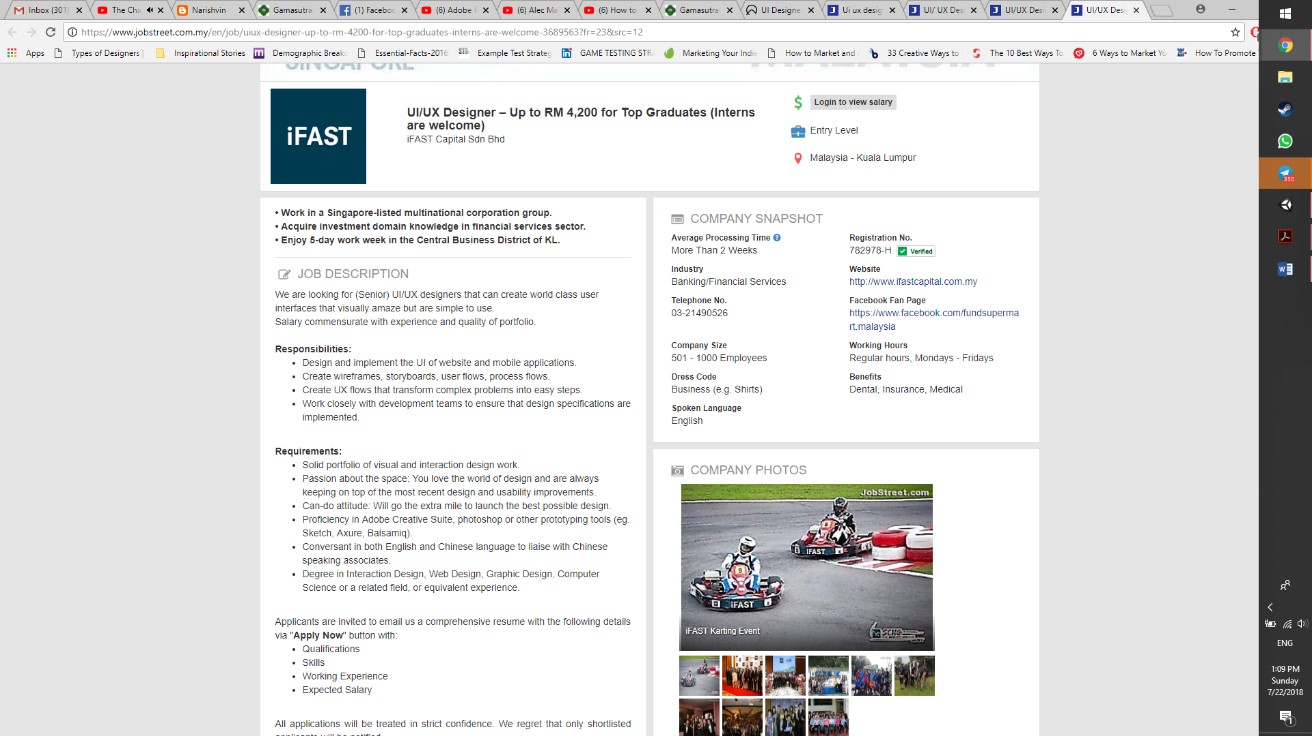 Inbox (301)
The Cha
Narishvin
Gamasutra
(1) Facebook
(6) Adobe
(6) Alec Ma
(6) How to
Gamasutra
UI Designe
Ui ux desig
UI/ UX Des
UI/UX Des
UI/UX Des
https://www.jobstreet.com.my/en/job/uiux-designer-up-to-rm-4200-for-top-graduates-interns-are-welcome-3689563?fr=23&src=12
Apps
Types of Designers |
Inspirational Stories
Demographic Break
Essential-Facts-2016
Example Test Strateg
GAME TESTING STR
Marketing Your Indie
How to Market and
33 Creative Ways to
The 10 Best Ways To
6 Ways to Market Yo
How To Promote
SINGAPORE
MALAYSIA
iFAST
UI/UX Designer – Up to RM 4,200 for Top Graduates (Interns
are welcome)
iFAST Capital Sdn Bhd
Login to view salary
Entry Level
Malaysia - Kuala Lumpur
• Work in a Singapore-listed multinational corporation group.
• Acquire investment domain knowledge in financial services sector.
• Enjoy 5-day work week in the Central Business District of KL.
JOB DESCRIPTION
We are looking for (Senior) UI/UX designers that can create world class user
interfaces that visually amaze but are simple to use.
Salary commensurate with experience and quality of portfolio.
Responsibilities:
• Design and implement the UI of website and mobile applications.
• Create wireframes, storyboards, user flows, process flows.
• Create UX flows that transform complex problems into easy steps.
• Work closely with development teams to ensure that design specifications are
implemented.
Requirements:
• Solid portfolio of visual and interaction design work.
• Passion about the space: You love the world of design and are always
keeping on top of the most recent design and usability improvements.
• Can-do attitude: Will go the extra mile to launch the best possible design.
• Proficiency in Adobe Creative Suite, photoshop or other prototyping tools (eg.
Sketch, Axure, Balsamiq).
• Conversant in both English and Chinese language to liaise with Chinese
speaking associates.
• Degree in Interaction Design, Web Design, Graphic Design, Computer
Science or a related field, or equivalent experience.
Applicants are invited to email us a comprehensive resume with the following details
via "Apply Now" button with:
• Qualifications
• Skills
• Working Experience
• Expected Salary
All applications will be treated in strict confidence. We regret that only shortlisted
applicants will be notified.
COMPANY SNAPSHOT
Average Processing Time
More Than 2 Weeks
Registration No.
782978-H Verified
Industry
Banking/Financial Services
Website
http://www.ifastcapital.com.my
Telephone No.
03-21490526
Facebook Fan Page
https://www.facebook.com/fundsuperma
rt.malaysia
Company Size
501 - 1000 Employees
Working Hours
Regular hours, Mondays - Fridays
Dress Code
Business (e.g. Shirts)
Benefits
Dental, Insurance, Medical
Spoken Language
English
COMPANY PHOTOS
JobStreet.com
iFAST
iFAST
iFAST Karting Event
350
ENG
1:09 PM
Sunday
7/22/2018
1